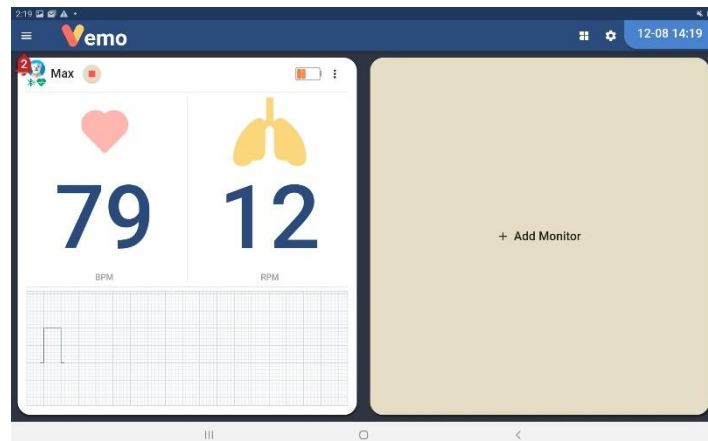 2:19
Vemo
12-08 14:19
2
Max
79
12
BPM
RPM
+ Add Monitor